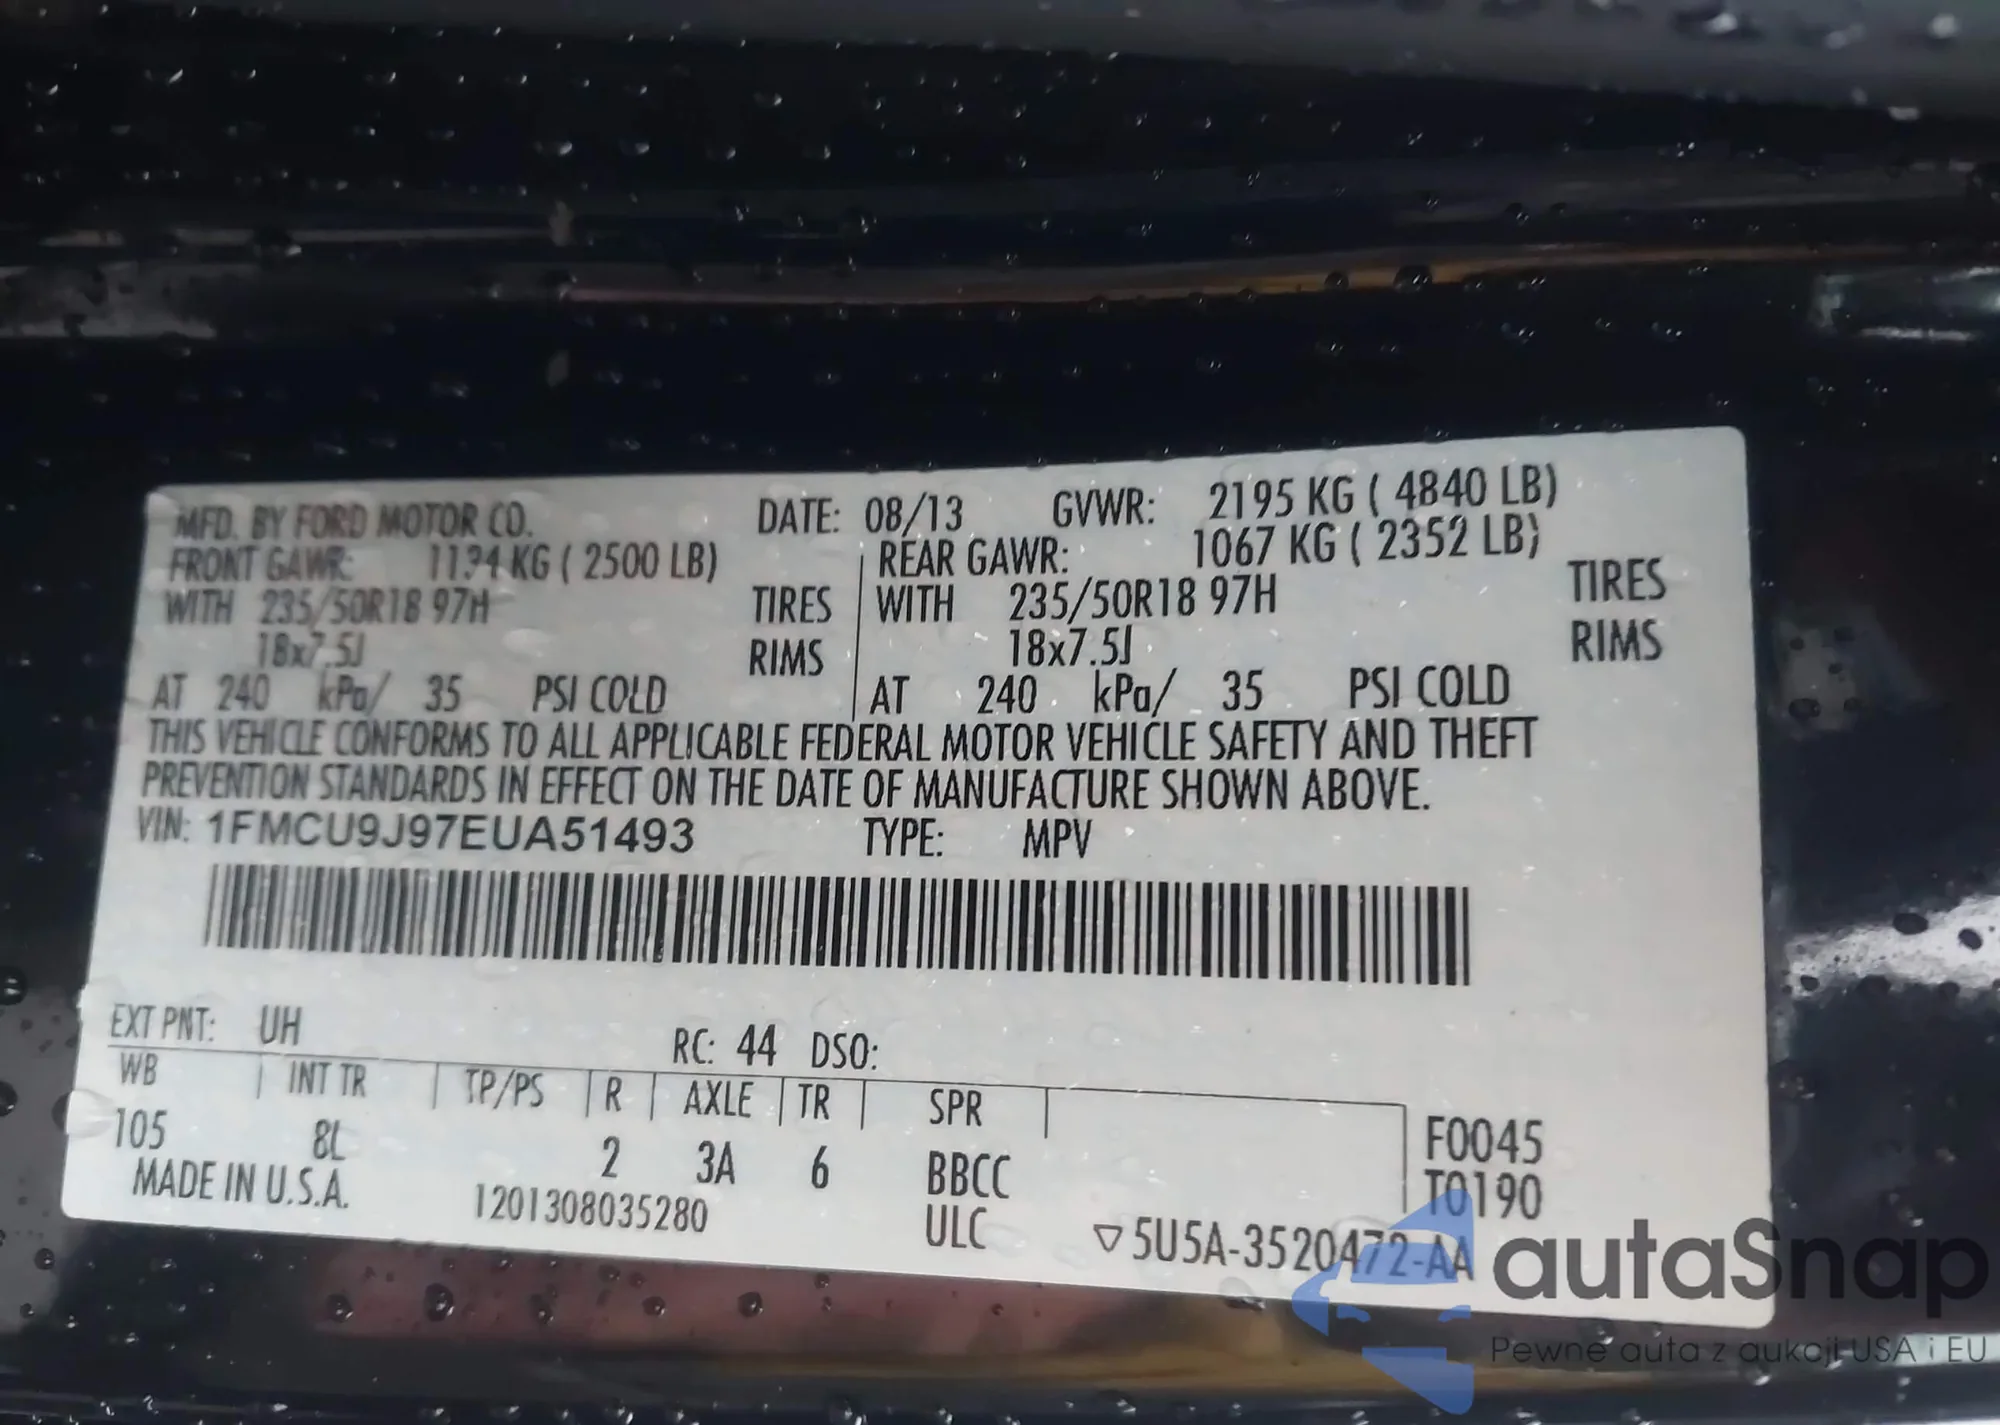 MFD. BY FORD MOTOR CO. DATE: 08/13 GVWR: 2195 KG ( 4840 LB)
FRONT GAWR: 1134 KG ( 2500 LB) REAR GAWR: 1067 KG ( 2352 LB)
WITH 235/50R18 97H TIRES WITH 235/50R18 97H TIRES
18x7.5J RIMS 18x7.5J RIMS
AT 240 kPa/ 35 PSI COLD AT 240 kPa/ 35 PSI COLD
THIS VEHICLE CONFORMS TO ALL APPLICABLE FEDERAL MOTOR VEHICLE SAFETY AND THEFT
PREVENTION STANDARDS IN EFFECT ON THE DATE OF MANUFACTURE SHOWN ABOVE.
VIN: 1FMCU9J97EUA51493 TYPE: MPV
EXT PNT: UH RC: 44 DSO:
WB INT TR TP/PS R AXLE TR SPR
105 8L 2 3A 6 BBCC F0045
T0190
MADE IN U.S.A. 1201308035280 ULC ▽5U5A-3520472-AA
autaSnap
Pewne auta z aukcji USA i EU